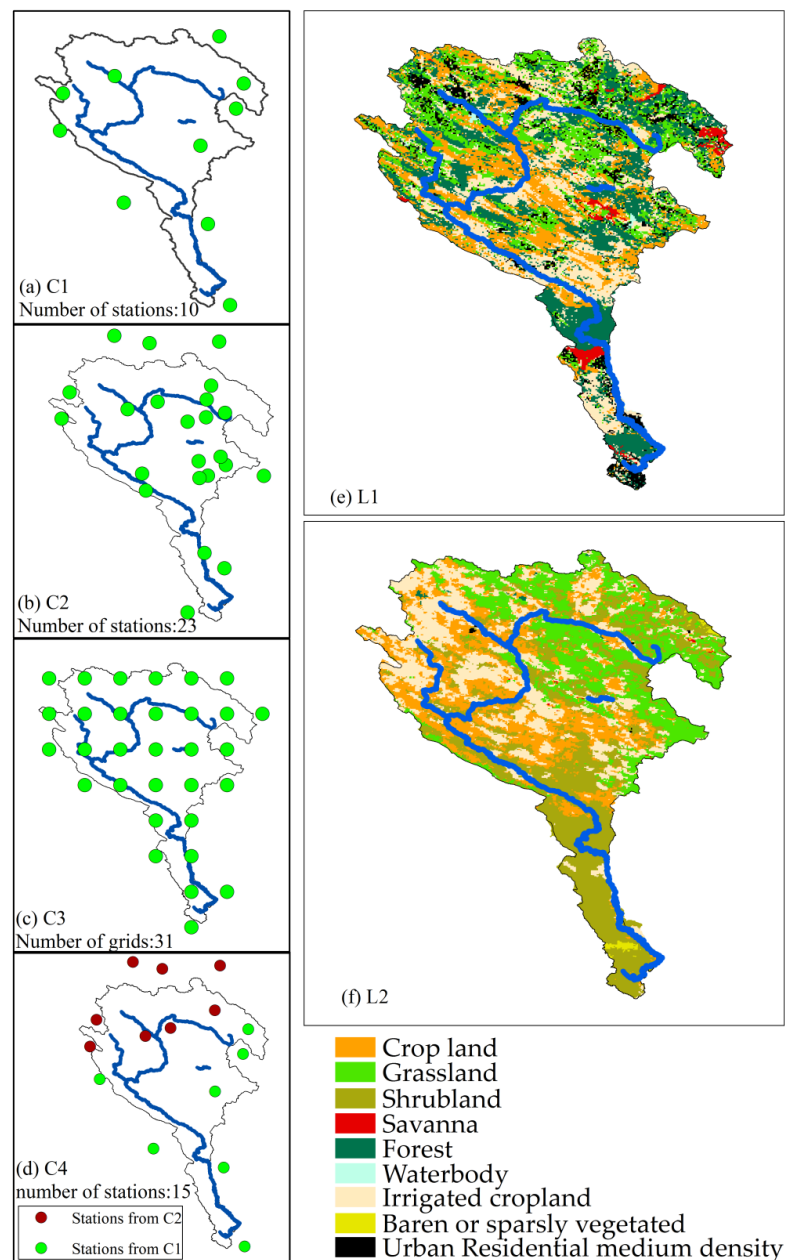 (a) C1
Number of stations:10
(b) C2
Number of stations:23
(c) C3
Number of grids:31
(d) C4
number of stations:15
Stations from C2
Stations from C1
(e) L1
(f) L2
Crop land
Grassland
Shrubland
Savanna
Forest
Waterbody
Irrigated cropland
Baren or sparsly vegetated
Urban Residential medium density